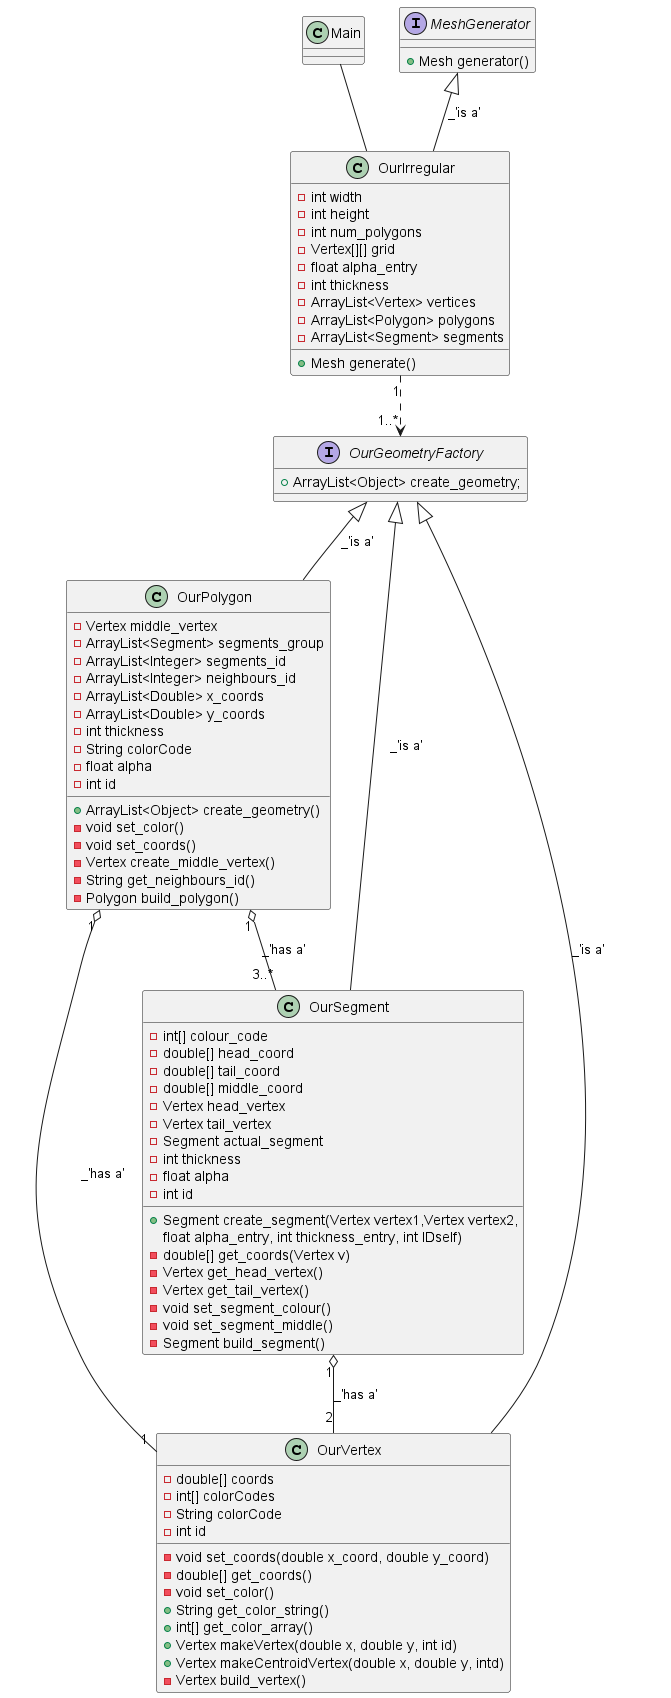 C Main
I MeshGenerator
Mesh generator()
_'is a'
C OurIrregular
int width
int height
int num_polygons
Vertex[][] grid
float alpha_entry
int thickness
ArrayList<Vertex> vertices
ArrayList<Polygon> polygons
ArrayList<Segment> segments
Mesh generate()
1
1..*
I OurGeometryFactory
ArrayList<Object> create_geometry;
_'is a'
C OurPolygon
Vertex middle_vertex
ArrayList<Segment> segments_group
ArrayList<Integer> segments_id
ArrayList<Integer> neighbours_id
ArrayList<Double> x_coords
ArrayList<Double> y_coords
int thickness
String colorCode
float alpha
int id
ArrayList<Object> create_geometry()
void set_color()
void set_coords()
Vertex create_middle_vertex()
String get_neighbours_id()
Polygon build_polygon()
_'is a'
1
1
_'has a'
_'is a'
3..*
C OurSegment
int[] colour_code
double[] head_coord
double[] tail_coord
double[] middle_coord
Vertex head_vertex
Vertex tail_vertex
Segment actual_segment
int thickness
float alpha
int id
Segment create_segment(Vertex vertex1,Vertex vertex2,
float alpha_entry, int thickness_entry, int IDself)
double[] get_coords(Vertex v)
Vertex get_head_vertex()
Vertex get_tail_vertex()
void set_segment_colour()
void set_segment_middle()
Segment build_segment()
_'has a'
1
_'has a'
2
1
C OurVertex
double[] coords
int[] colorCodes
String colorCode
int id
void set_coords(double x_coord, double y_coord)
double[] get_coords()
void set_color()
String get_color_string()
int[] get_color_array()
Vertex makeVertex(double x, double y, int id)
Vertex makeCentroidVertex(double x, double y, intd)
Vertex build_vertex()